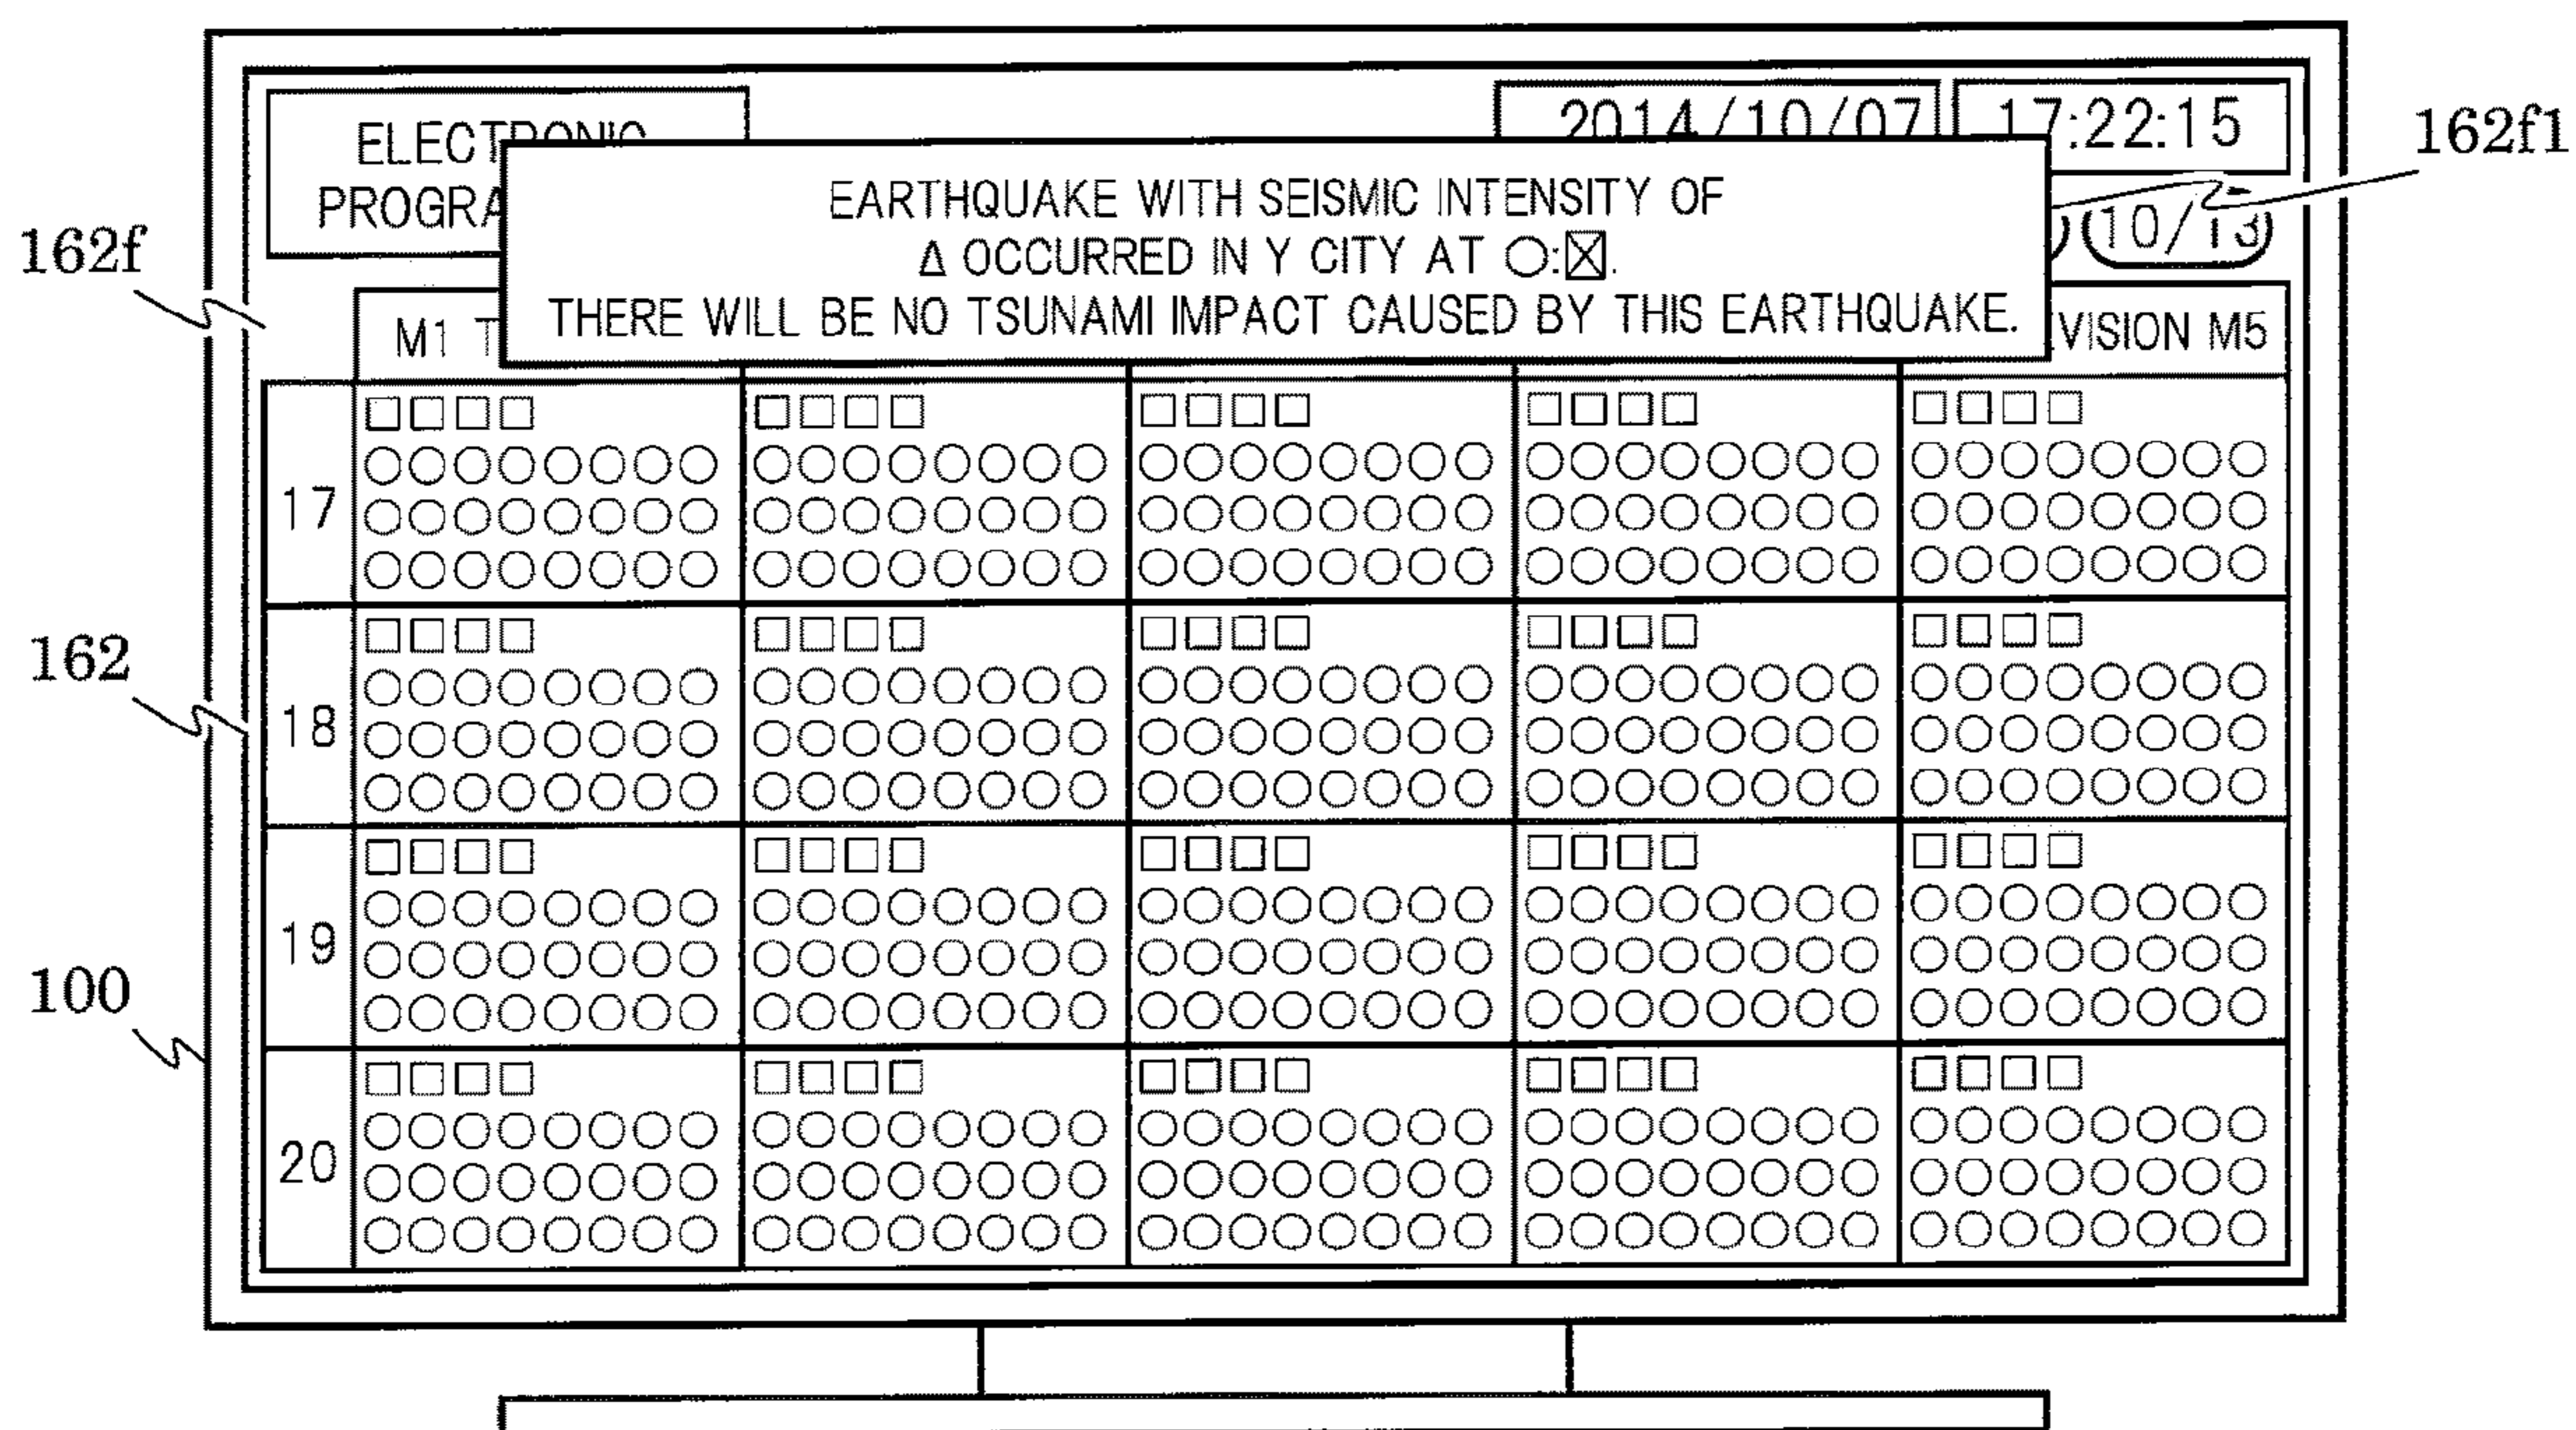 2014/10/07 17:22:15
162f1
EARTHQUAKE WITH SEISMIC INTENSITY OF
Δ OCCURRED IN Y CITY AT ○:☒.
THERE WILL BE NO TSUNAMI IMPACT CAUSED BY THIS EARTHQUAKE.
ELECTRONIC
PROGRA
10/13
162f
M1 T
VISION M5
□□□□ □□□□ □□□□ □□□□ □□□□
○○○○○○○○ ○○○○○○○○ ○○○○○○○○ ○○○○○○○○ ○○○○○○○○
17 ○○○○○○○○ ○○○○○○○○ ○○○○○○○○ ○○○○○○○○ ○○○○○○○○
○○○○○○○○ ○○○○○○○○ ○○○○○○○○ ○○○○○○○○ ○○○○○○○○
□□□□ □□□□ □□□□ □□□□ □□□□
162
○○○○○○○○ ○○○○○○○○ ○○○○○○○○ ○○○○○○○○ ○○○○○○○○
18 ○○○○○○○○ ○○○○○○○○ ○○○○○○○○ ○○○○○○○○ ○○○○○○○○
○○○○○○○○ ○○○○○○○○ ○○○○○○○○ ○○○○○○○○ ○○○○○○○○
□□□□ □□□□ □□□□ □□□□ □□□□
○○○○○○○○ ○○○○○○○○ ○○○○○○○○ ○○○○○○○○ ○○○○○○○○
19 ○○○○○○○○ ○○○○○○○○ ○○○○○○○○ ○○○○○○○○ ○○○○○○○○
100
○○○○○○○○ ○○○○○○○○ ○○○○○○○○ ○○○○○○○○ ○○○○○○○○
□□□□ □□□□ □□□□ □□□□ □□□□
○○○○○○○○ ○○○○○○○○ ○○○○○○○○ ○○○○○○○○ ○○○○○○○○
20 ○○○○○○○○ ○○○○○○○○ ○○○○○○○○ ○○○○○○○○ ○○○○○○○○
○○○○○○○○ ○○○○○○○○ ○○○○○○○○ ○○○○○○○○ ○○○○○○○○